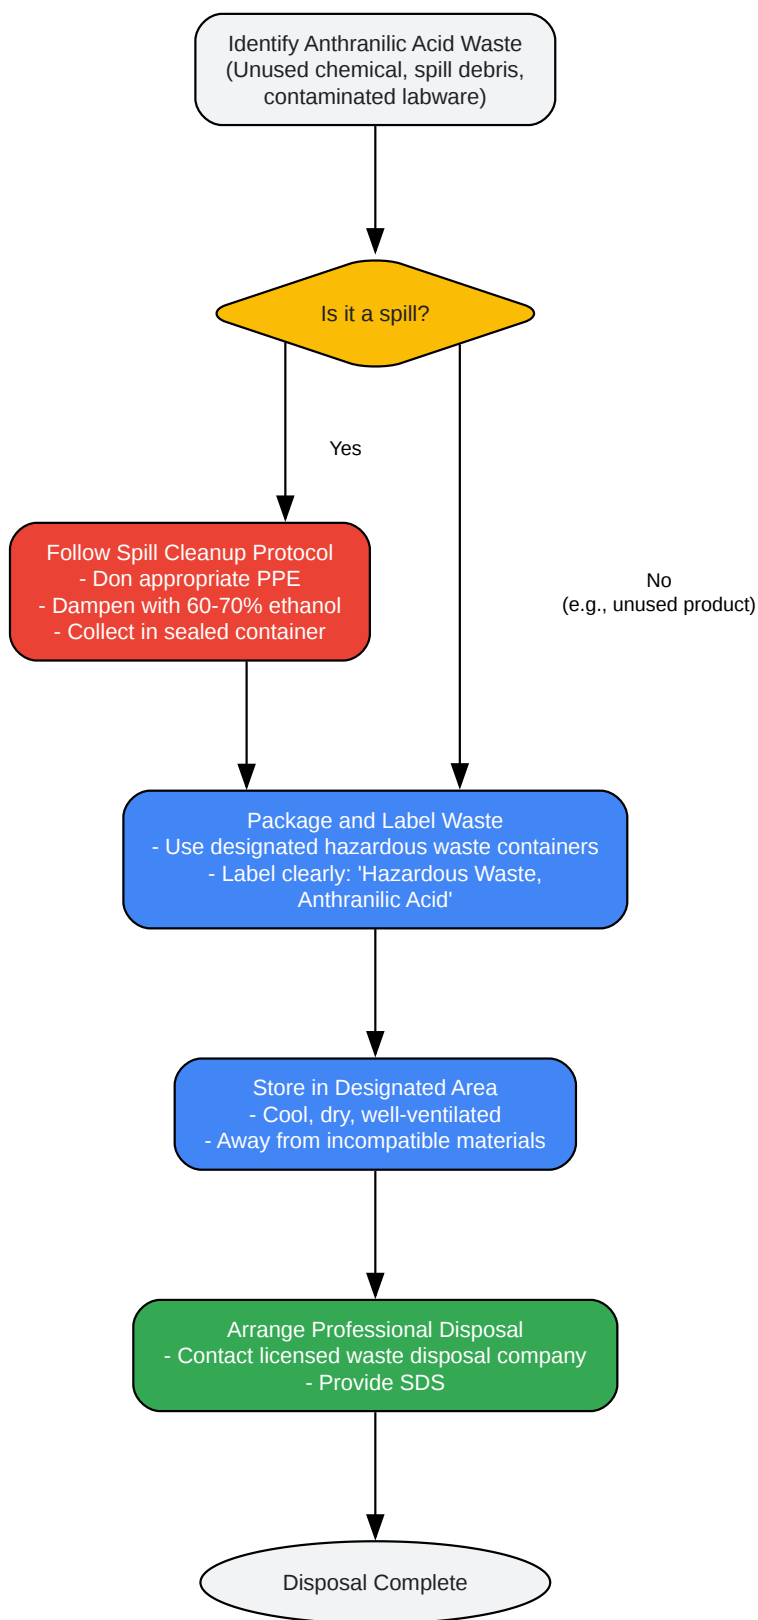 Identify Anthranilic Acid Waste
(Unused chemical, spill debris,
contaminated labware)
Is it a spill?
Yes
Follow Spill Cleanup Protocol
- Don appropriate PPE
- Dampen with 60-70% ethanol
- Collect in sealed container
No
(e.g., unused product)
Package and Label Waste
- Use designated hazardous waste containers
- Label clearly: 'Hazardous Waste,
Anthranilic Acid'
Store in Designated Area
- Cool, dry, well-ventilated
- Away from incompatible materials
Arrange Professional Disposal
- Contact licensed waste disposal company
- Provide SDS
Disposal Complete